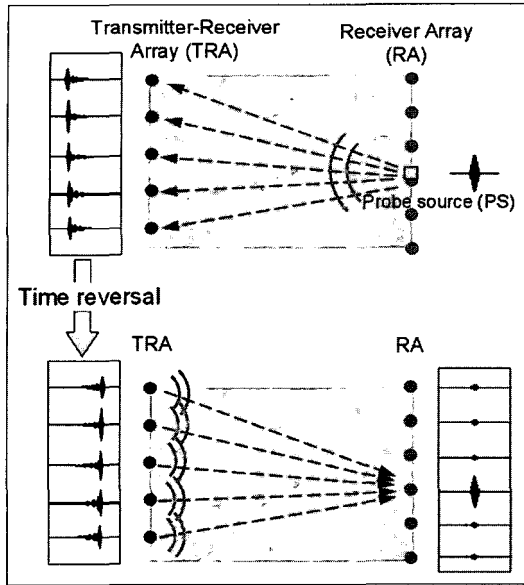 Transmitter-Receiver
Array (TRA)
Receiver Array
(RA)
Probe source (PS)
Time reversal
TRA
RA